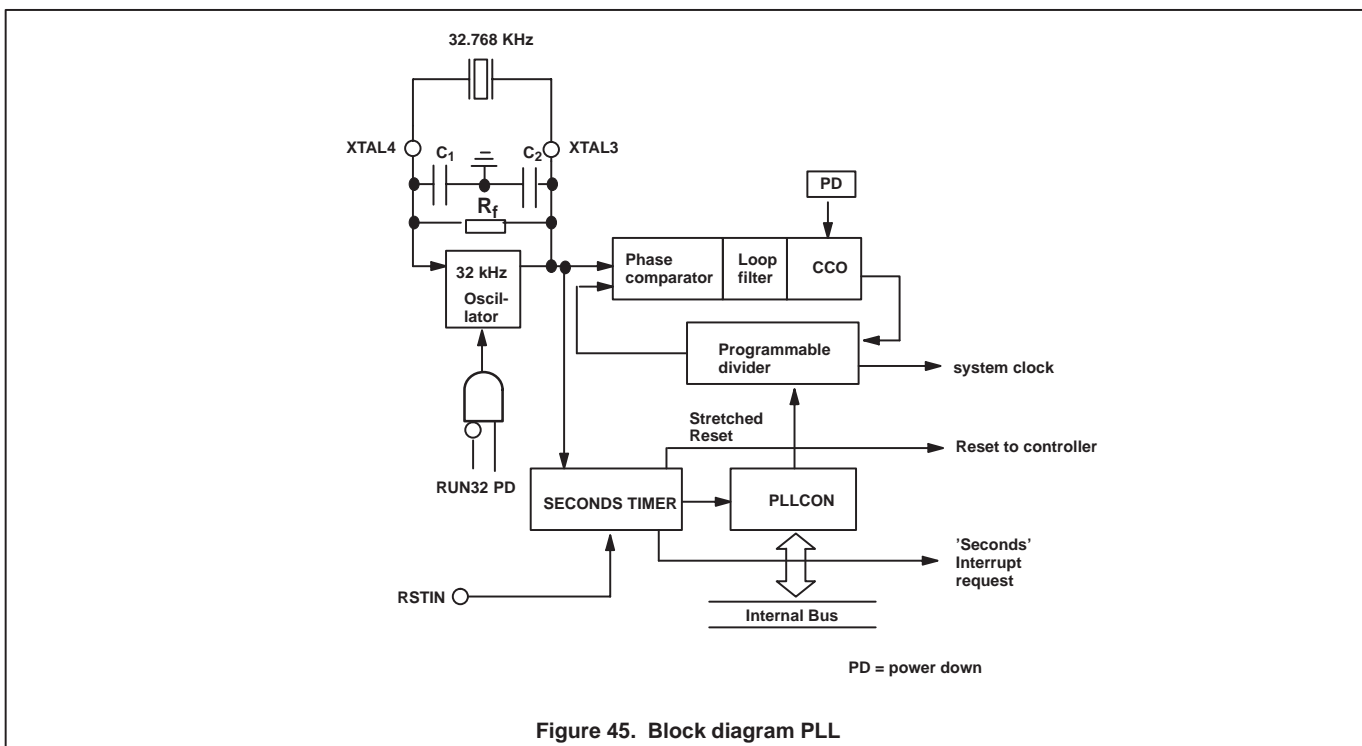 32.768 KHz
XTAL4
C1
C2
XTAL3
Rf
PD
32 kHz
Oscil-
lator
Phase
comparator
Loop
filter
CCO
Programmable
divider
system clock
Stretched
Reset
Reset to controller
RUN32 PD
SECONDS TIMER
PLLCON
'Seconds'
Interrupt
request
RSTIN
Internal Bus
PD = power down
Figure 45. Block diagram PLL